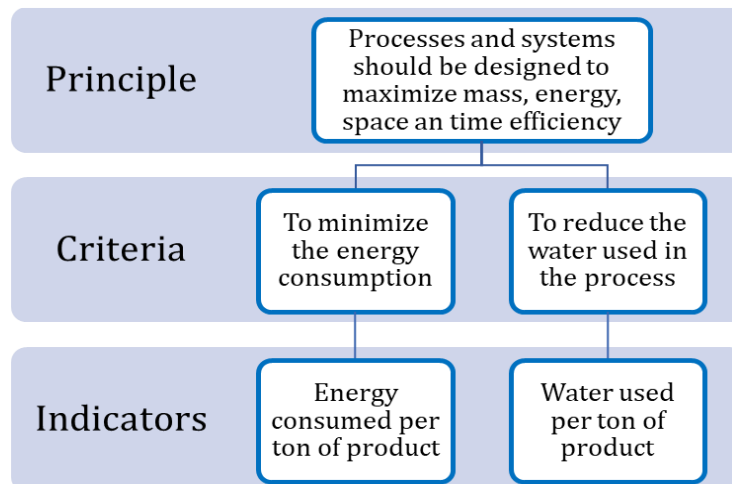 Principle
Processes and systems
should be designed to
maximize mass, energy,
space an time efficiency
Criteria
To minimize
the energy
consumption
To reduce the
water used in
the process
Indicators
Energy
consumed per
ton of product
Water used
per ton of
product